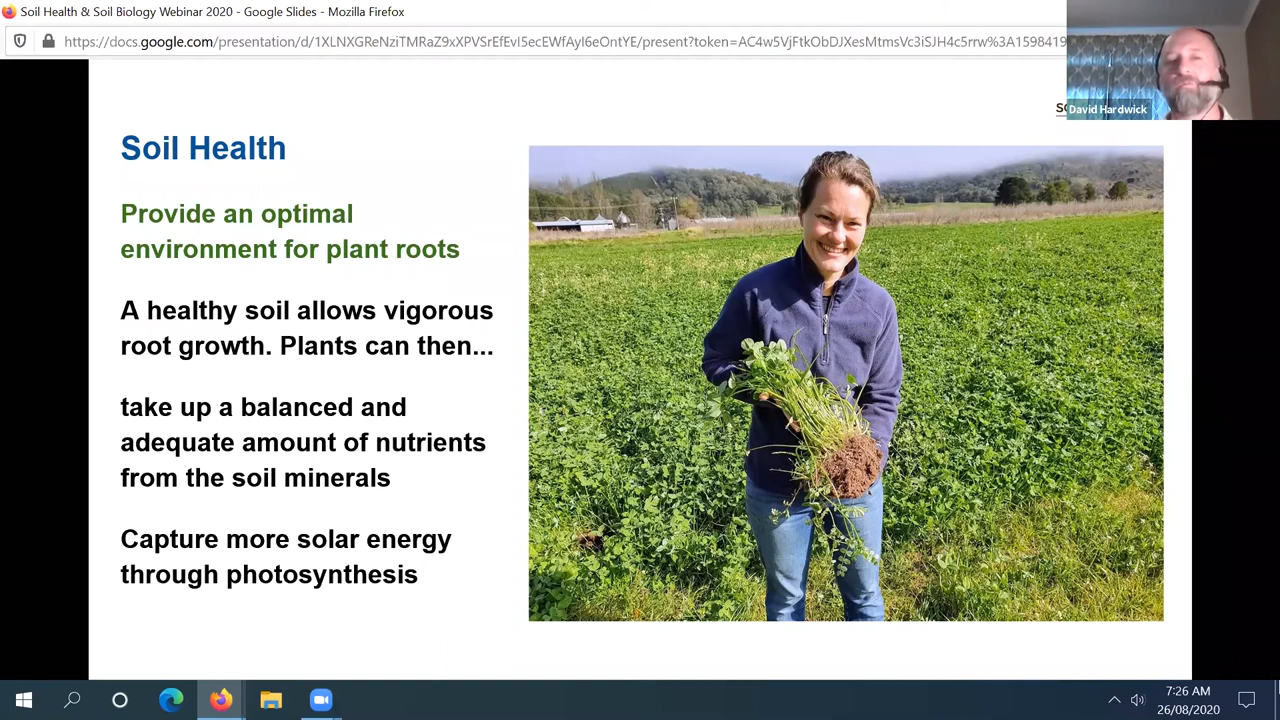 Soil Health & Soil Biology Webinar 2020 - Google Slides - Mozilla Firefox
https://docs.google.com/presentation/d/1XLNXGReNziTMRaZ9xXPVSrEfEvI5ecEWfAyI6eOntYE/present?token=AC4w5VjFtkObDJXesMtmsVc3iSJH4c5rrw%3A1598419
David Hardwick
Soil Health
Provide an optimal
environment for plant roots
A healthy soil allows vigorous
root growth. Plants can then...
take up a balanced and
adequate amount of nutrients
from the soil minerals
Capture more solar energy
through photosynthesis
7:26 AM
26/08/2020